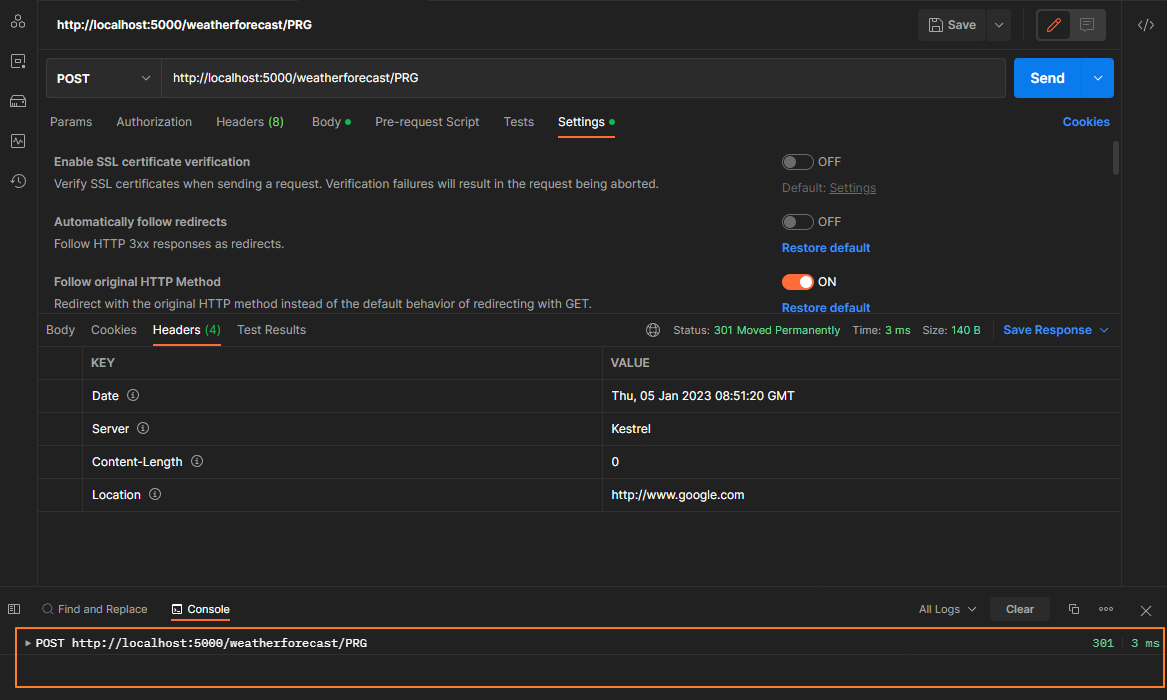 http://localhost:5000/weatherforecast/PRG Save
POST http://localhost:5000/weatherforecast/PRG Send
Params Authorization Headers (8) Body Pre-request Script Tests Settings Cookies
Enable SSL certificate verification OFF
Verify SSL certificates when sending a request. Verification failures will result in the request being aborted. Default: Settings
Automatically follow redirects OFF
Follow HTTP 3xx responses as redirects. Restore default
Follow original HTTP Method ON
Redirect with the original HTTP method instead of the default behavior of redirecting with GET. Restore default
Body Cookies Headers (4) Test Results Status: 301 Moved Permanently Time: 3 ms Size: 140 B Save Response
KEY VALUE
Date Thu, 05 Jan 2023 08:51:20 GMT
Server Kestrel
Content-Length 0
Location http://www.google.com
Find and Replace Console All Logs Clear
POST http://localhost:5000/weatherforecast/PRG 301 3 ms